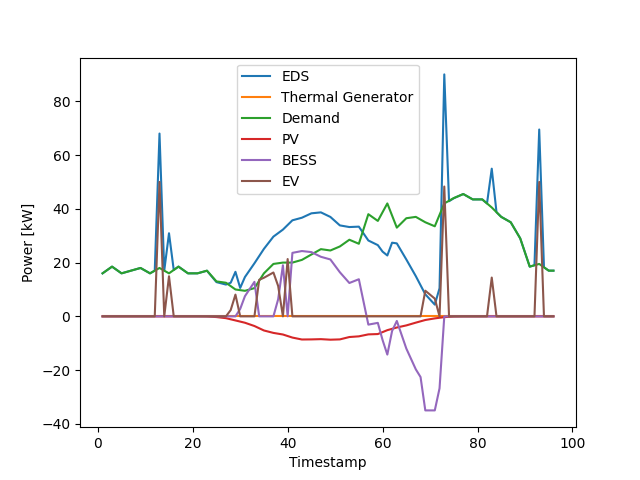 EDS
Thermal Generator
Demand
PV
BESS
EV
Power [kW]
80
60
40
20
0
−20
−40
0
20
40
60
80
100
Timestamp